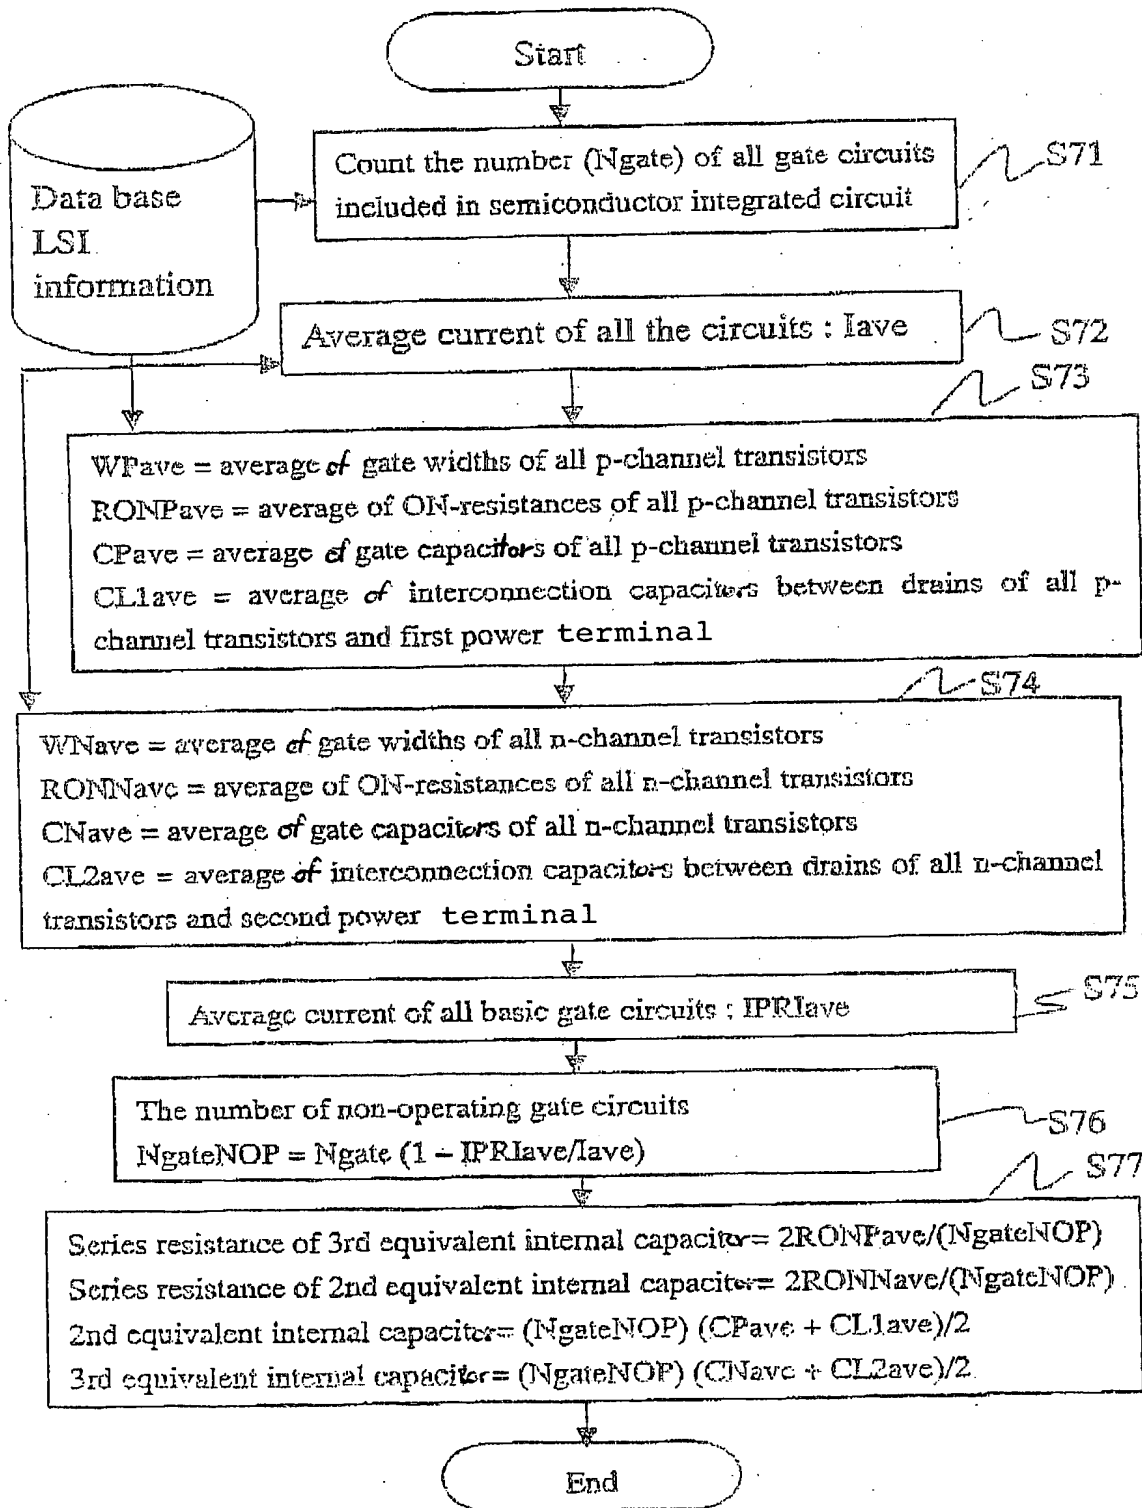 Start
Data base
LSI
information
Count the number (Ngate) of all gate circuits
included in semiconductor integrated circuit
S71
Average current of all the circuits : Iave
S72
S73
WPave = average of gate widths of all p-channel transistors
RONPave = average of ON-resistances of all p-channel transistors
CPave = average of gate capacitors of all p-channel transistors
CL1ave = average of interconnection capacitors between drains of all p-
channel transistors and first power terminal
S74
WNave = average of gate widths of all n-channel transistors
RONNave = average of ON-resistances of all n-channel transistors
CNave = average of gate capacitors of all n-channel transistors
CL2ave = average of interconnection capacitors between drains of all n-channel
transistors and second power terminal
Average current of all basic gate circuits ; IPRIave
S75
The number of non-operating gate circuits
NgateNOP = Ngate (1 – IPRIave/Iave)
S76
S77
Series resistance of 3rd equivalent internal capacitor= 2RONPave/(NgateNOP)
Series resistance of 2nd equivalent internal capacitor= 2RONNave/(NgateNOP)
2nd equivalent internal capacitor= (NgateNOP) (CPave + CL1ave)/2
3rd equivalent internal capacitor= (NgateNOP) (CNave + CL2ave)/2
End